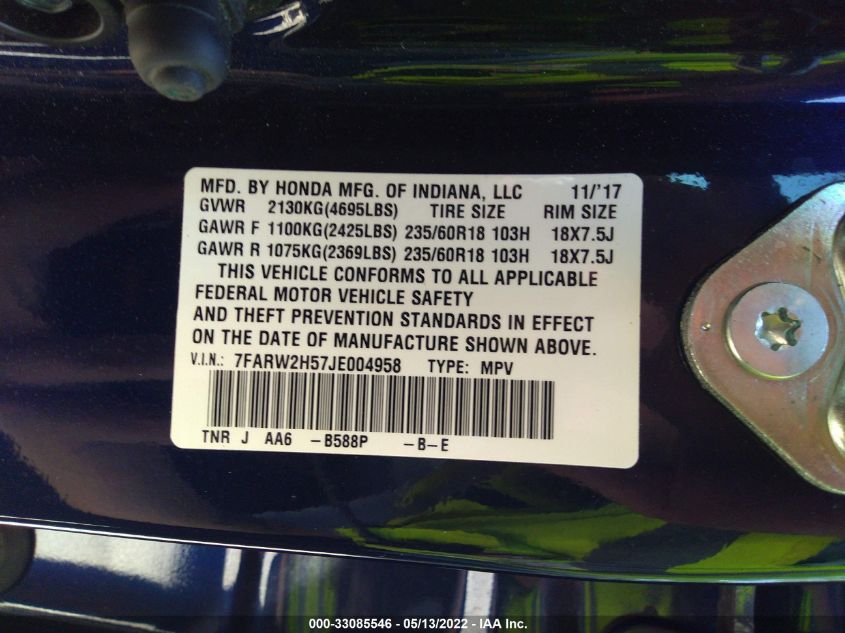 MFD. BY HONDA MFG. OF INDIANA, LLC 11/'17
GVWR 2130KG(4695LBS) TIRE SIZE RIM SIZE
GAWR F 1100KG(2425LBS) 235/60R18 103H 18X7.5J
GAWR R 1075KG(2369LBS) 235/60R18 103H 18X7.5J
THIS VEHICLE CONFORMS TO ALL APPLICABLE
FEDERAL MOTOR VEHICLE SAFETY
AND THEFT PREVENTION STANDARDS IN EFFECT
ON THE DATE OF MANUFACTURE SHOWN ABOVE.
V.I.N.: 7FARW2H57JE004958 TYPE: MPV
TNR J AA6 -B588P -B-E
000-33085546 - 05/13/2022 - IAA Inc.